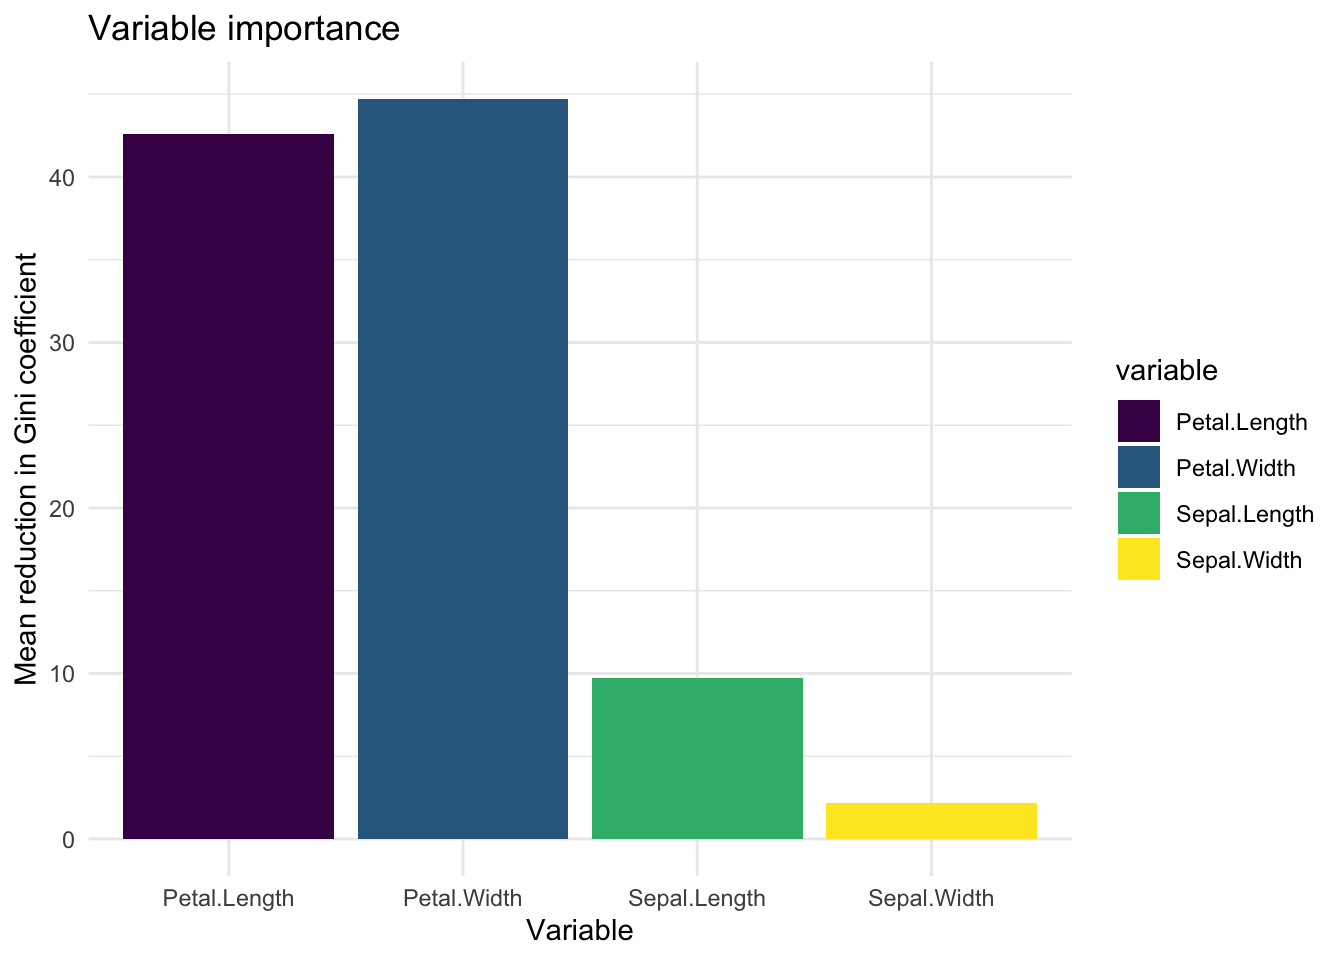 Variable importance
Mean reduction in Gini coefficient
40
30
20
10
0
Petal.Length
Petal.Width
Sepal.Length
Sepal.Width
Variable
variable
Petal.Length
Petal.Width
Sepal.Length
Sepal.Width